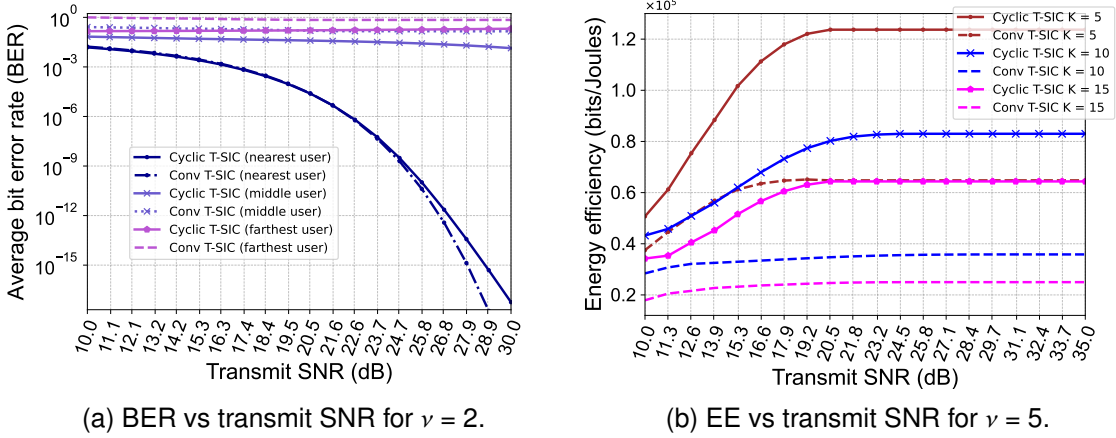 Average bit error rate (BER)
10^0
10^−3
10^−6
10^−9
10^−12
10^−15
Cyclic T-SIC (nearest user)
Conv T-SIC (nearest user)
Cyclic T-SIC (middle user)
Conv T-SIC (middle user)
Cyclic T-SIC (farthest user)
Conv T-SIC (farthest user)
10.0 11.1 12.1 13.2 14.2 15.3 16.3 17.4 18.4 19.5 20.5 21.6 22.6 23.7 24.7 25.8 26.8 27.9 28.9 30.0
Transmit SNR (dB)
(a) BER vs transmit SNR for ν = 2.
×10^5
Energy efficiency (bits/Joules)
1.2
1.0
0.8
0.6
0.4
0.2
Cyclic T-SIC K = 5
Conv T-SIC K = 5
Cyclic T-SIC K = 10
Conv T-SIC K = 10
Cyclic T-SIC K = 15
Conv T-SIC K = 15
10.0 11.3 12.6 13.9 15.3 16.6 17.9 19.2 20.5 21.8 23.2 24.5 25.8 27.1 28.4 29.7 31.1 32.4 33.7 35.0
Transmit SNR (dB)
(b) EE vs transmit SNR for ν = 5.